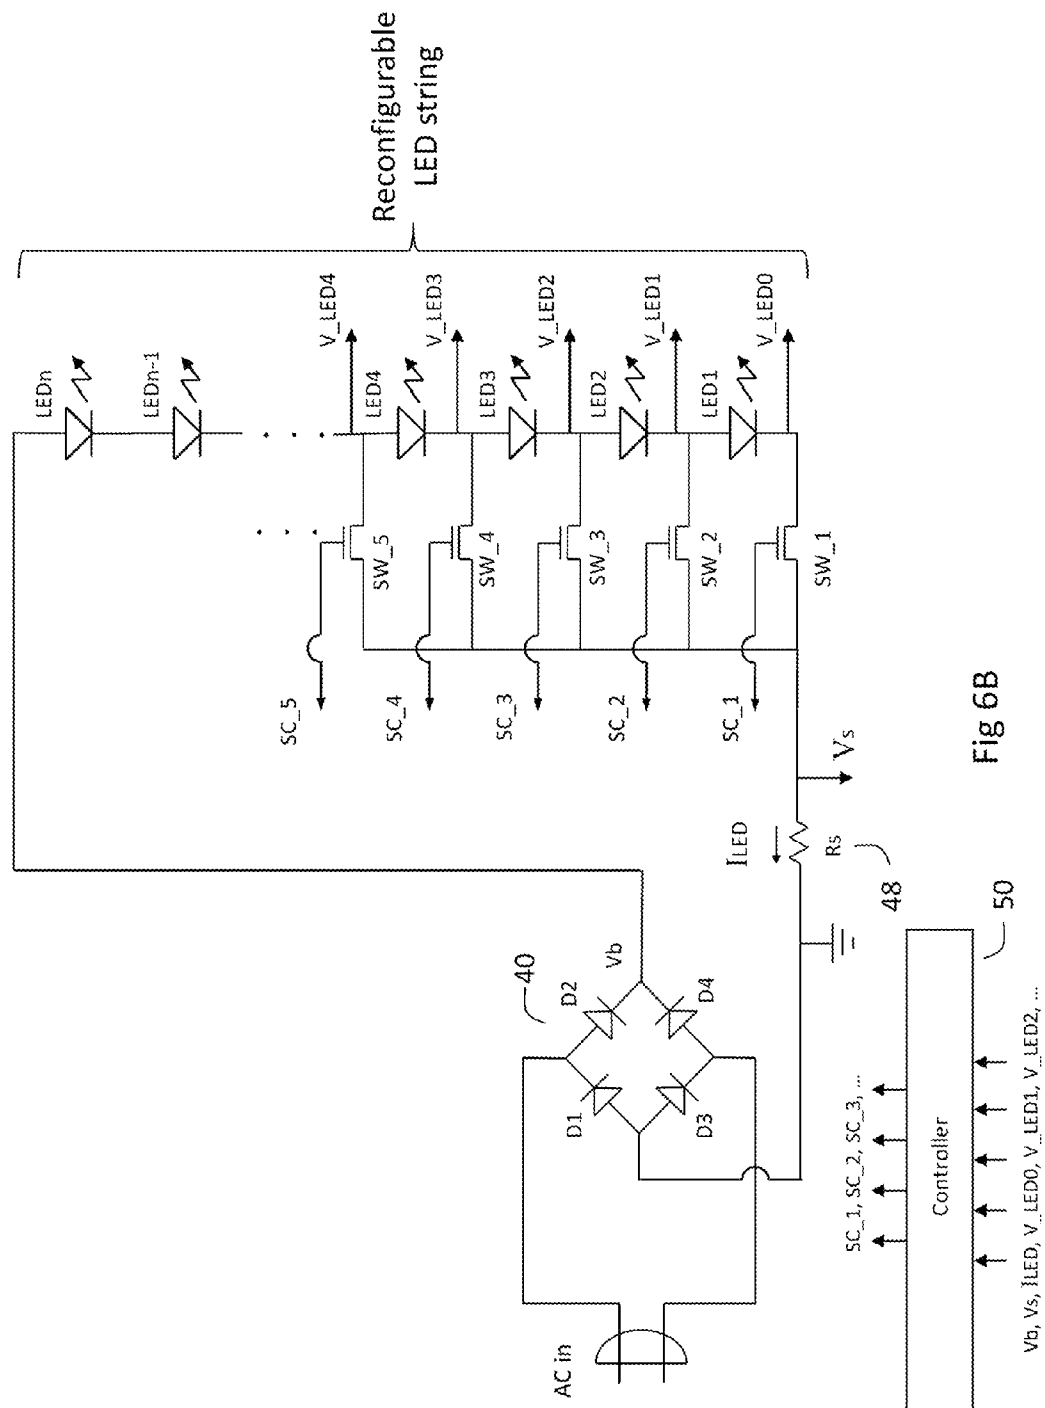 Reconfigurable
LED string
LEDn
LEDn-1
V_LED4
LED4
V_LED3
LED3
V_LED2
LED2
V_LED1
LED1
V_LED0
SW_5
SW_4
SW_3
SW_2
SW_1
SC_5
SC_4
SC_3
SC_2
SC_1
Vs
ILED
Rs
48
Vb
40
D2
D4
D1
D3
AC in
SC_1, SC_2, SC_3, ...
Controller
50
Vb, Vs, ILED, V_LED0, V_LED1, V_LED2, ...
Fig 6B